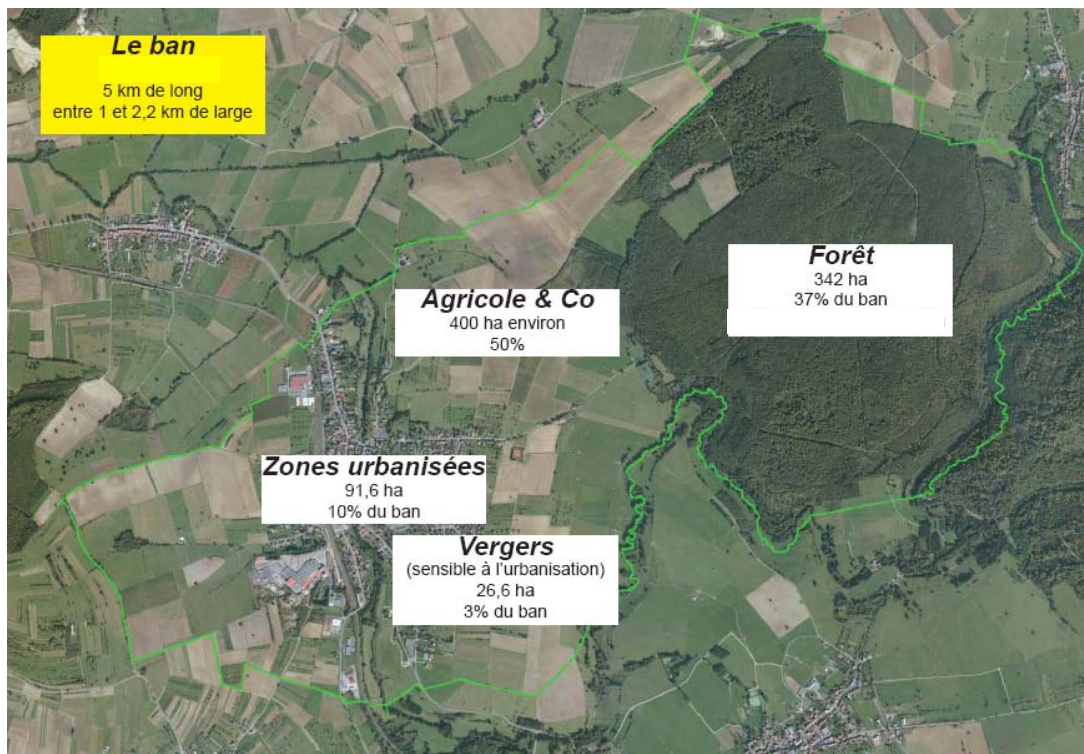 Le ban
5 km de long
entre 1 et 2,2 km de large
Forêt
342 ha
37% du ban
Agricole & Co
400 ha environ
50%
Zones urbanisées
91,6 ha
10% du ban
Vergers
(sensible à l'urbanisation)
26,6 ha
3% du ban